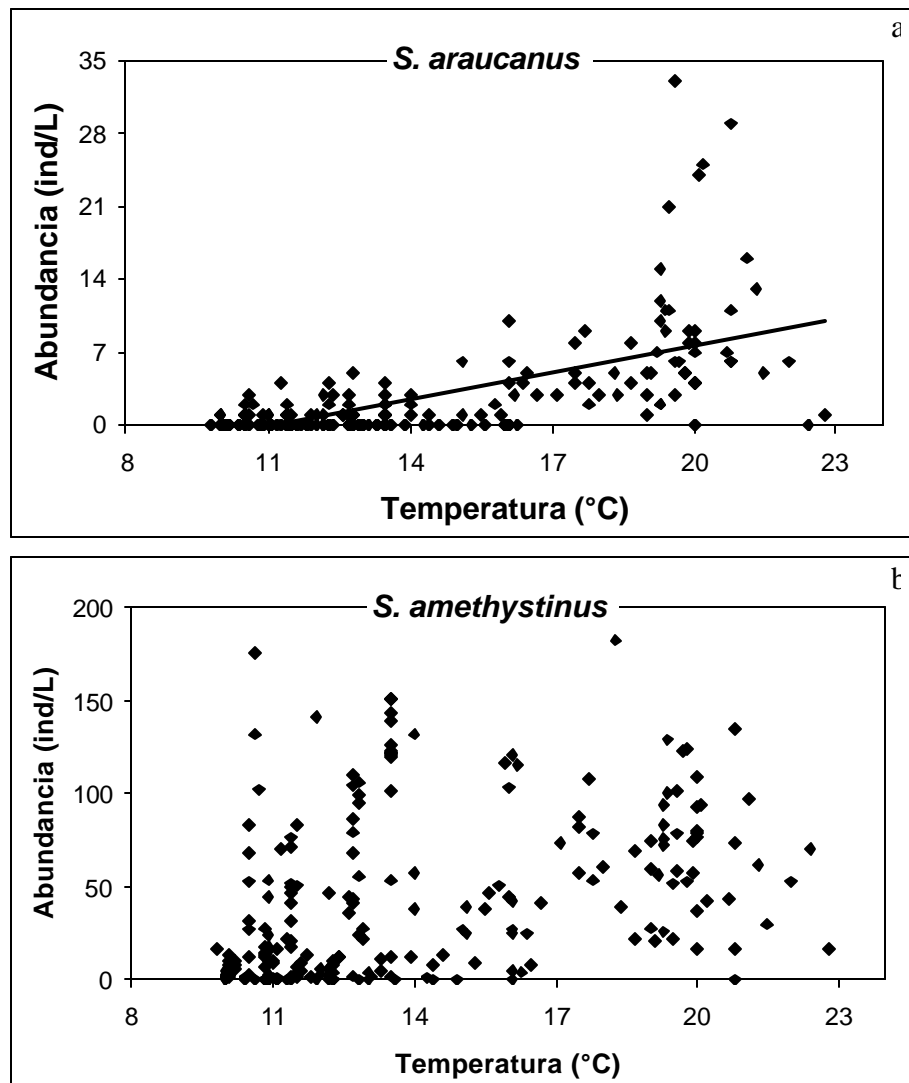 a
S. araucanus
35
28
21
14
7
0
Abundancia (ind/L)
8 11 14 17 20 23
Temperatura (°C)
b
S. amethystinus
200
150
100
50
0
Abundancia (ind/L)
8 11 14 17 20 23
Temperatura (°C)